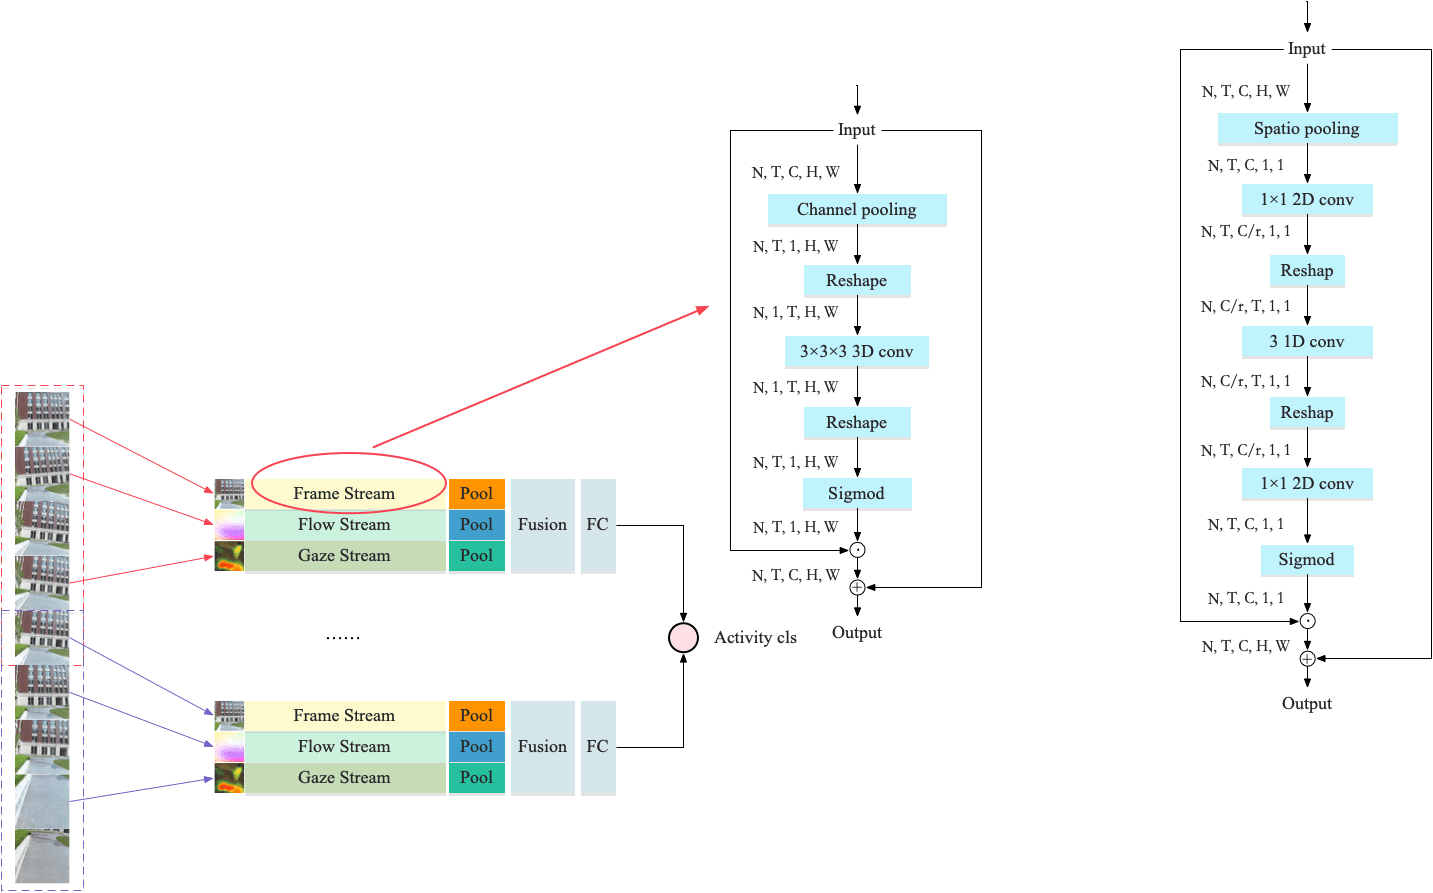 Frame Stream
Pool
Flow Stream
Pool
Gaze Stream
Pool
Fusion
FC
......
Activity cls
Frame Stream
Pool
Flow Stream
Pool
Gaze Stream
Pool
Fusion
FC
Input
N, T, C, H, W
Channel pooling
N, T, 1, H, W
Reshape
N, 1, T, H, W
3×3×3 3D conv
N, 1, T, H, W
Reshape
N, T, 1, H, W
Sigmod
N, T, 1, H, W
N, T, C, H, W
Output
Input
N, T, C, H, W
Spatio pooling
N, T, C, 1, 1
1×1 2D conv
N, T, C/r, 1, 1
Reshap
N, C/r, T, 1, 1
3 1D conv
N, C/r, T, 1, 1
Reshap
N, T, C/r, 1, 1
1×1 2D conv
N, T, C, 1, 1
Sigmod
N, T, C, 1, 1
N, T, C, H, W
Output